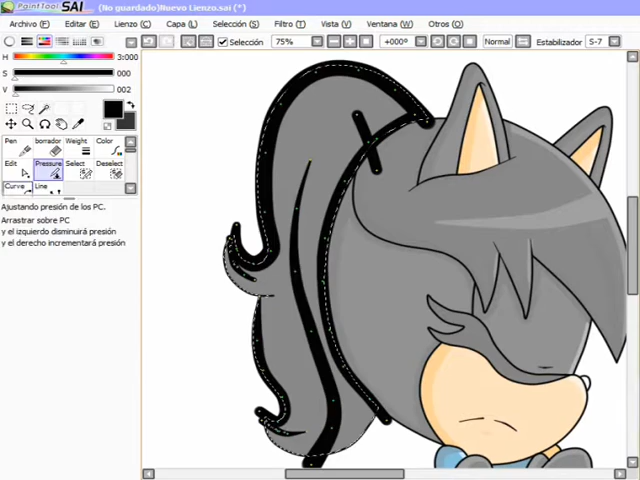 PaintTool SAI (No guardado)Nuevo Lienzo.sai (*)
Archivo (F) Editar (E) Lienzo (C) Capa (L) Selección (S) Filtro (T) Vista (V) Ventana (W) Otros (O)
Selección 75% +000° Normal Estabilizador S-7
H 3:000
S 000
V 002
Pen borrador Weight Color
Edit Pressure Select Deselect
Curve Line
Ajustando presión de los PC.
Arrastrar sobre PC
y el izquierdo disminuirá presión
y el derecho incrementará presión